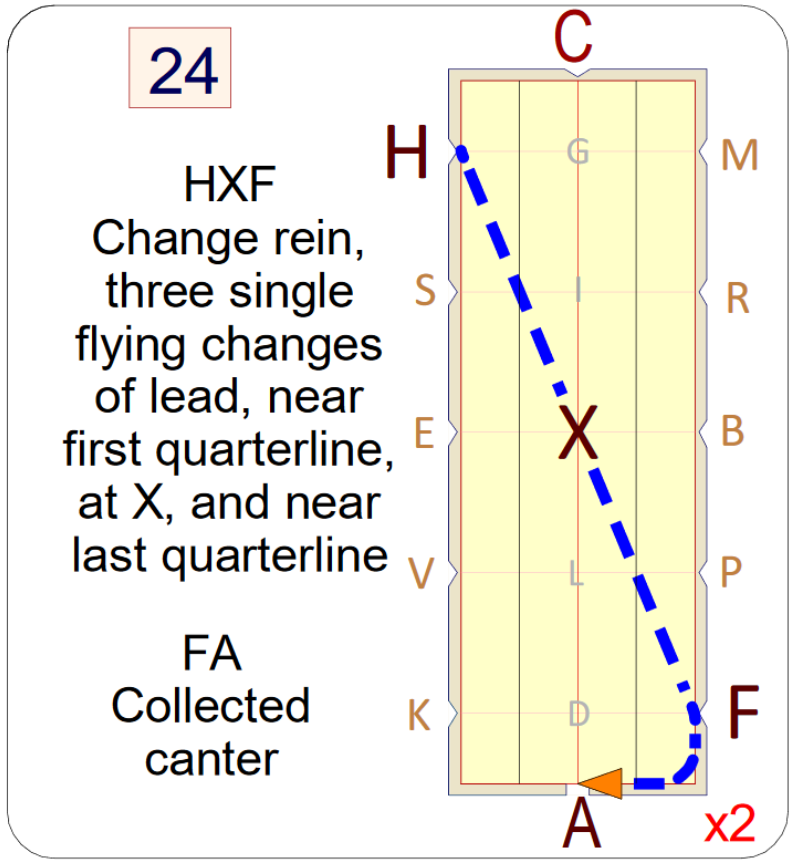 24
HXF
Change rein,
three single
flying changes
of lead, near
first quarterline,
at X, and near
last quarterline
FA
Collected
canter
C
H
G
M
S
I
R
E
X
B
V
L
P
K
D
F
A
x2